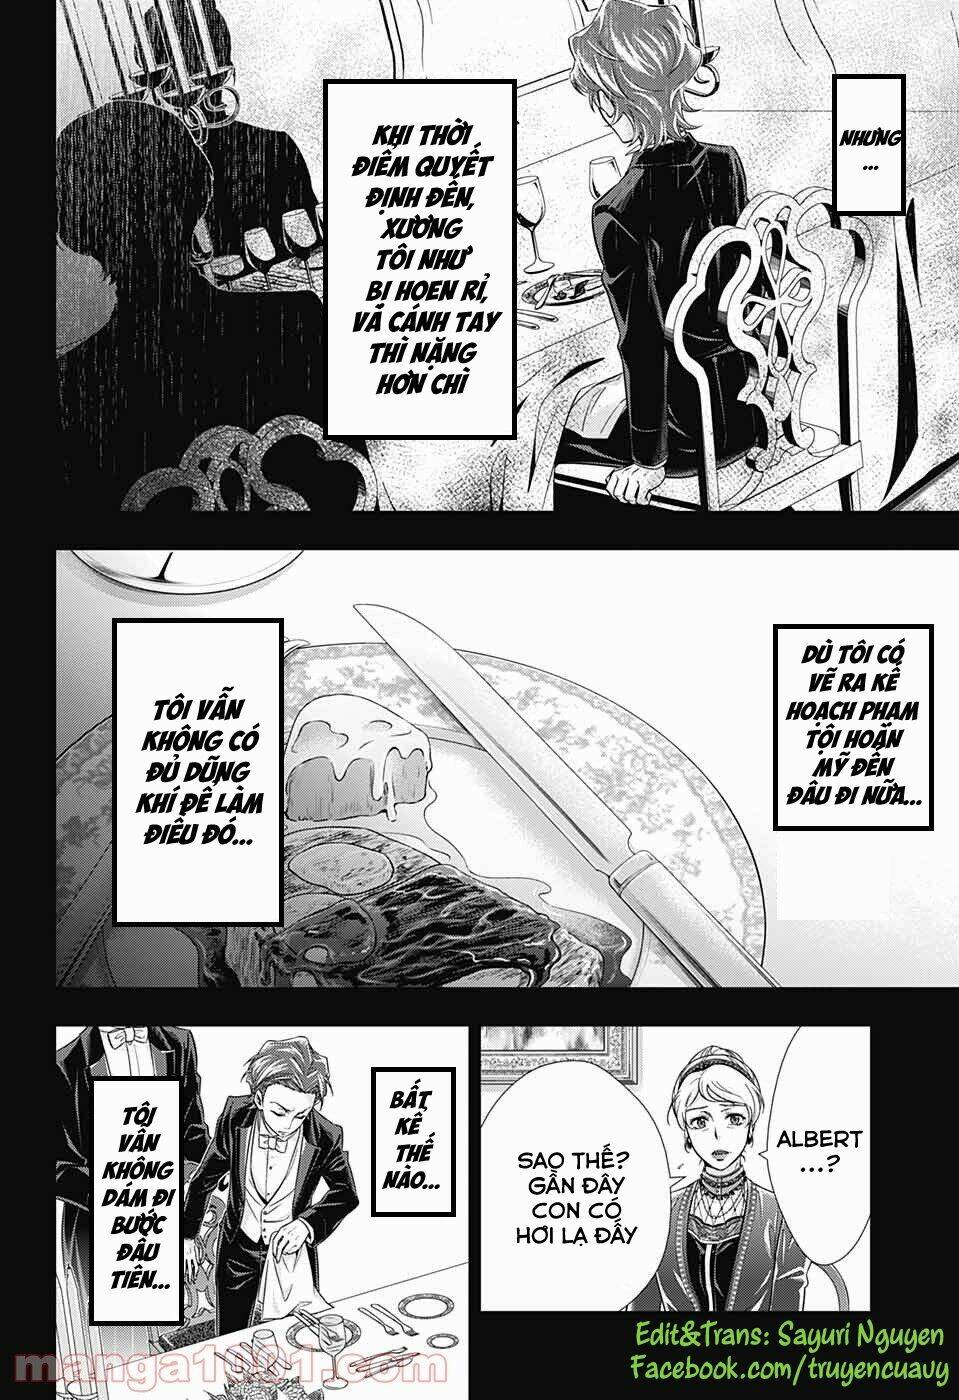 NHƯNG
...
KHI THỜI
ĐIỂM QUYẾT
ĐỊNH ĐẾN,
XƯƠNG
TÔI NHƯ
BỊ HOEN RỈ,
VÀ CÁNH TAY
THÌ NẶNG
HƠN CHÌ
DÙ TÔI CÓ
VẼ RA KẾ
HOẠCH PHẠM
TỘI HOÀN
MỸ ĐẾN
ĐÂU ĐI NỮA...
TÔI VẪN
KHÔNG CÓ
ĐỦ DŨNG
KHÍ ĐỂ LÀM
ĐIỀU ĐÓ...
ALBERT
...?
SAO THẾ?
GẦN ĐÂY
CON CÓ
HƠI LẠ ĐẤY
BẤT
KỂ
THẾ
NÀO...
TÔI
VẪN
KHÔNG
DÁM ĐI
BƯỚC
ĐẦU
TIÊN...
Edit&Trans: Sayuri Nguyen
Facebook.com/truyencuavy
manga1001.com